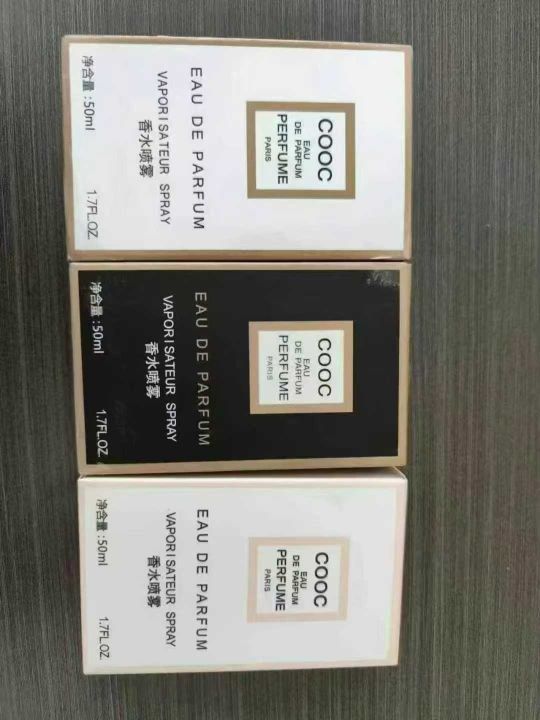 COOC
EAU
DE PARFUM
PERFUME
PARIS
EAU DE PARFUM
VAPORISATEUR SPRAY
香水喷雾
净含量:50ml
1.7FL.OZ.
COOC
EAU
DE PARFUM
PERFUME
PARIS
EAU DE PARFUM
VAPORISATEUR SPRAY
香水喷雾
净含量:50ml
1.7FL.OZ.
COOC
EAU
DE PARFUM
PERFUME
PARIS
EAU DE PARFUM
VAPORISATEUR SPRAY
香水喷雾
净含量:50ml
1.7FL.OZ.